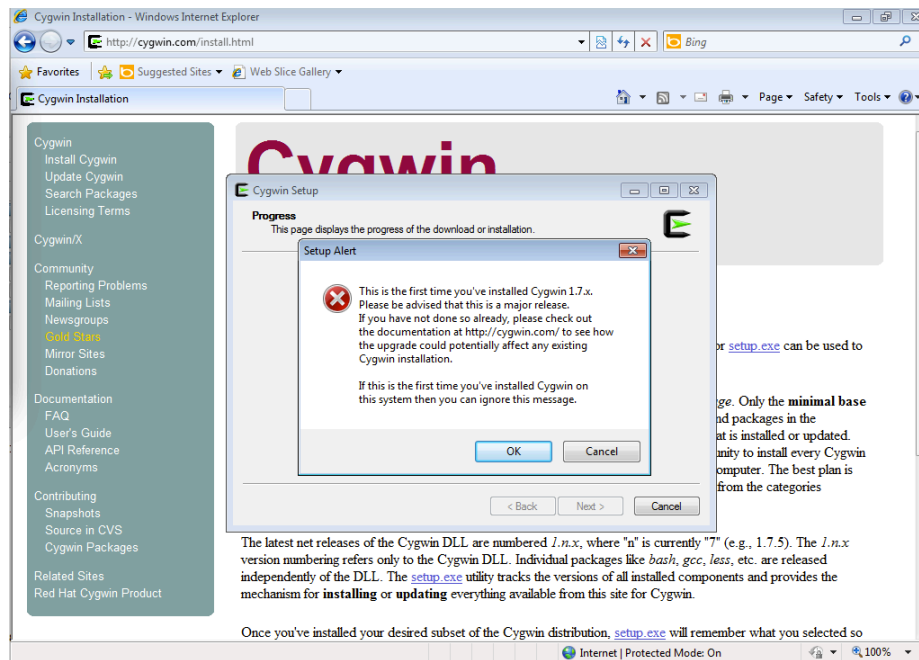 Cygwin Installation - Windows Internet Explorer
http://cygwin.com/install.html
Bing
Favorites
Suggested Sites
Web Slice Gallery
Cygwin Installation
Page
Safety
Tools
Cygwin
Install Cygwin
Update Cygwin
Search Packages
Licensing Terms
Cygwin/X
Community
Reporting Problems
Mailing Lists
Newsgroups
Gold Stars
Mirror Sites
Donations
Documentation
FAQ
User's Guide
API Reference
Acronyms
Contributing
Snapshots
Source in CVS
Cygwin Packages
Related Sites
Red Hat Cygwin Product
Cygwin
Cygwin Setup
Progress
This page displays the progress of the download or installation.
Setup Alert
This is the first time you've installed Cygwin 1.7.x.
Please be advised that this is a major release.
If you have not done so already, please check out
the documentation at http://cygwin.com/ to see how
the upgrade could potentially affect any existing
Cygwin installation.
If this is the first time you've installed Cygwin on
this system then you can ignore this message.
OK
Cancel
< Back
Next >
Cancel
or setup.exe can be used to
ge. Only the minimal base
nd packages in the
at is installed or updated.
unity to install every Cygwin
omputer. The best plan is
from the categories
The latest net releases of the Cygwin DLL are numbered 1.n.x, where "n" is currently "7" (e.g., 1.7.5). The 1.n.x
version numbering refers only to the Cygwin DLL. Individual packages like bash, gcc, less, etc. are released
independently of the DLL. The setup.exe utility tracks the versions of all installed components and provides the
mechanism for installing or updating everything available from this site for Cygwin.
Once you've installed your desired subset of the Cygwin distribution, setup.exe will remember what you selected so
Internet | Protected Mode: On
100%